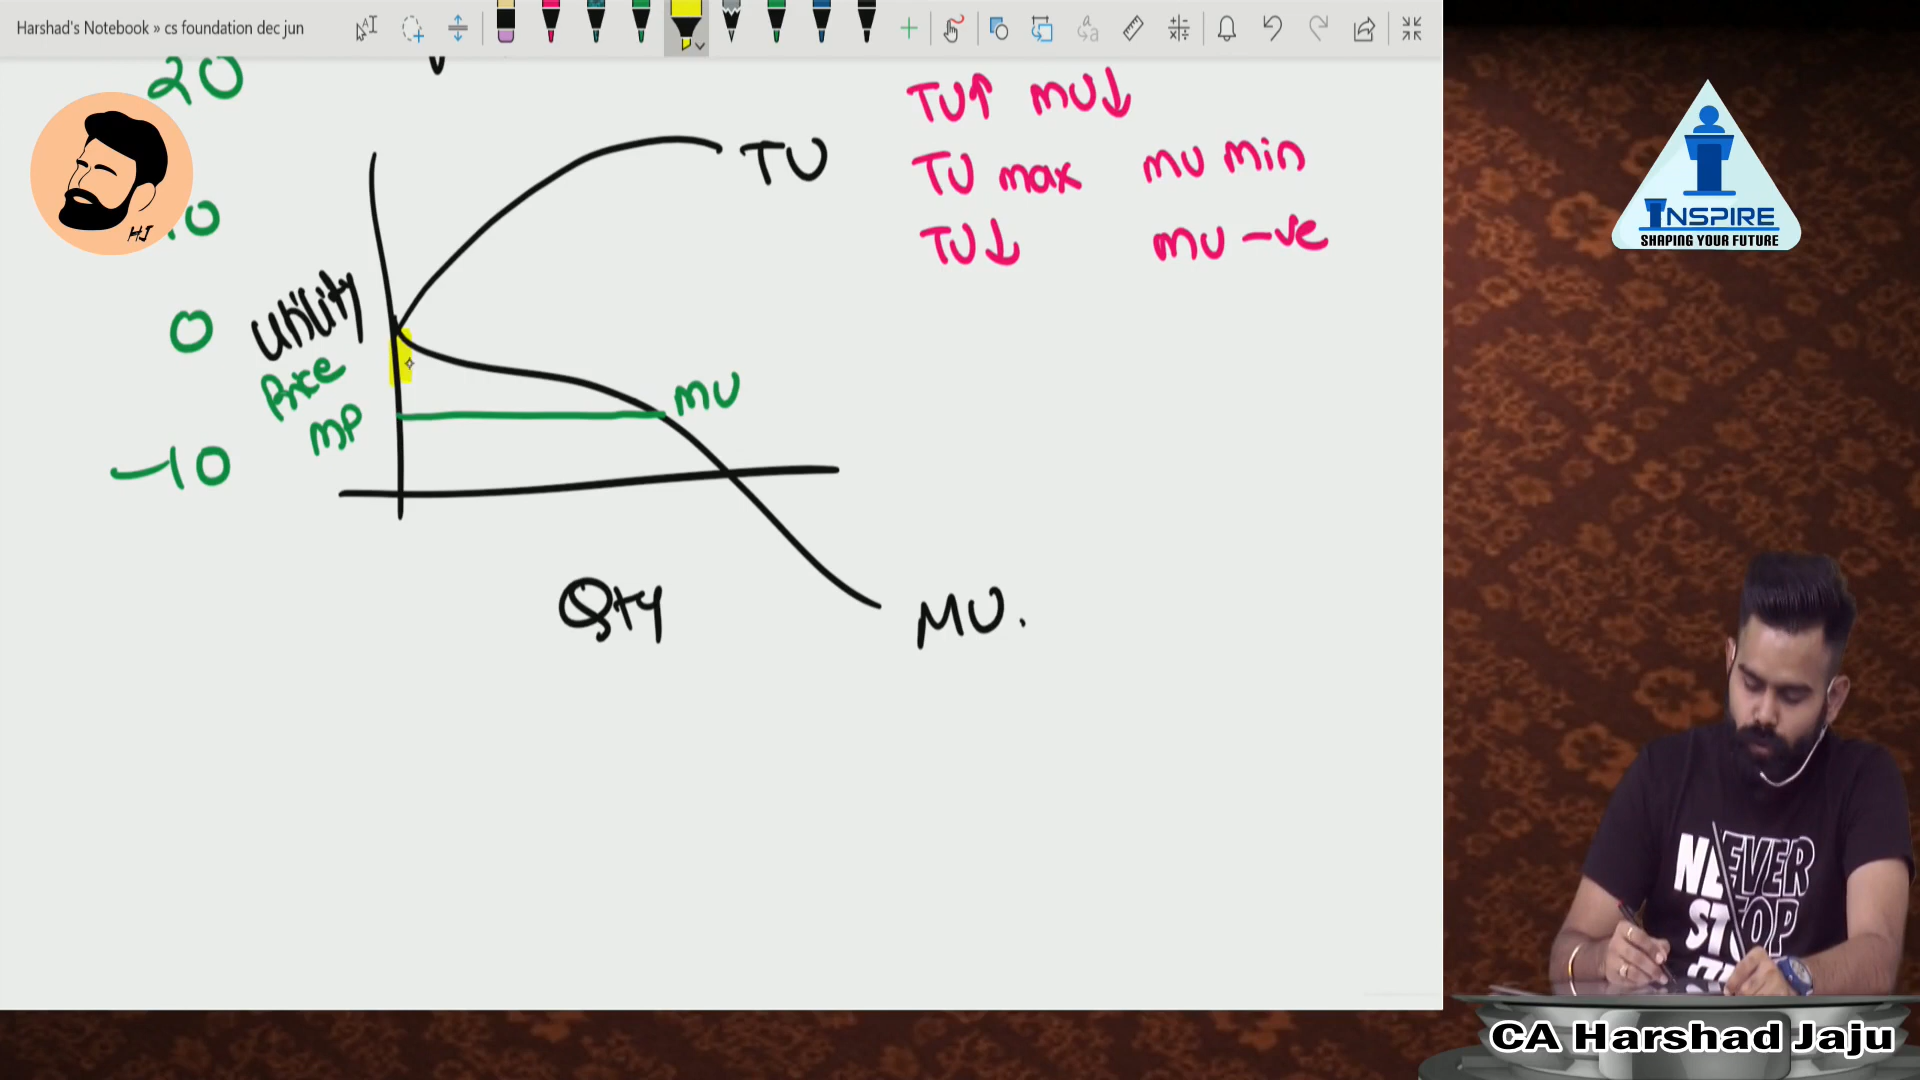 Harshad's Notebook » cs foundation dec jun
20
TU↑ MU↓
TU
TU max MU min
HJ
TU↓ MU -ve
INSPIRE
SHAPING YOUR FUTURE
0
Utility
Price
MP
MU
-10
Qty
MU.
NEVER
STOP
CA Harshad Jaju